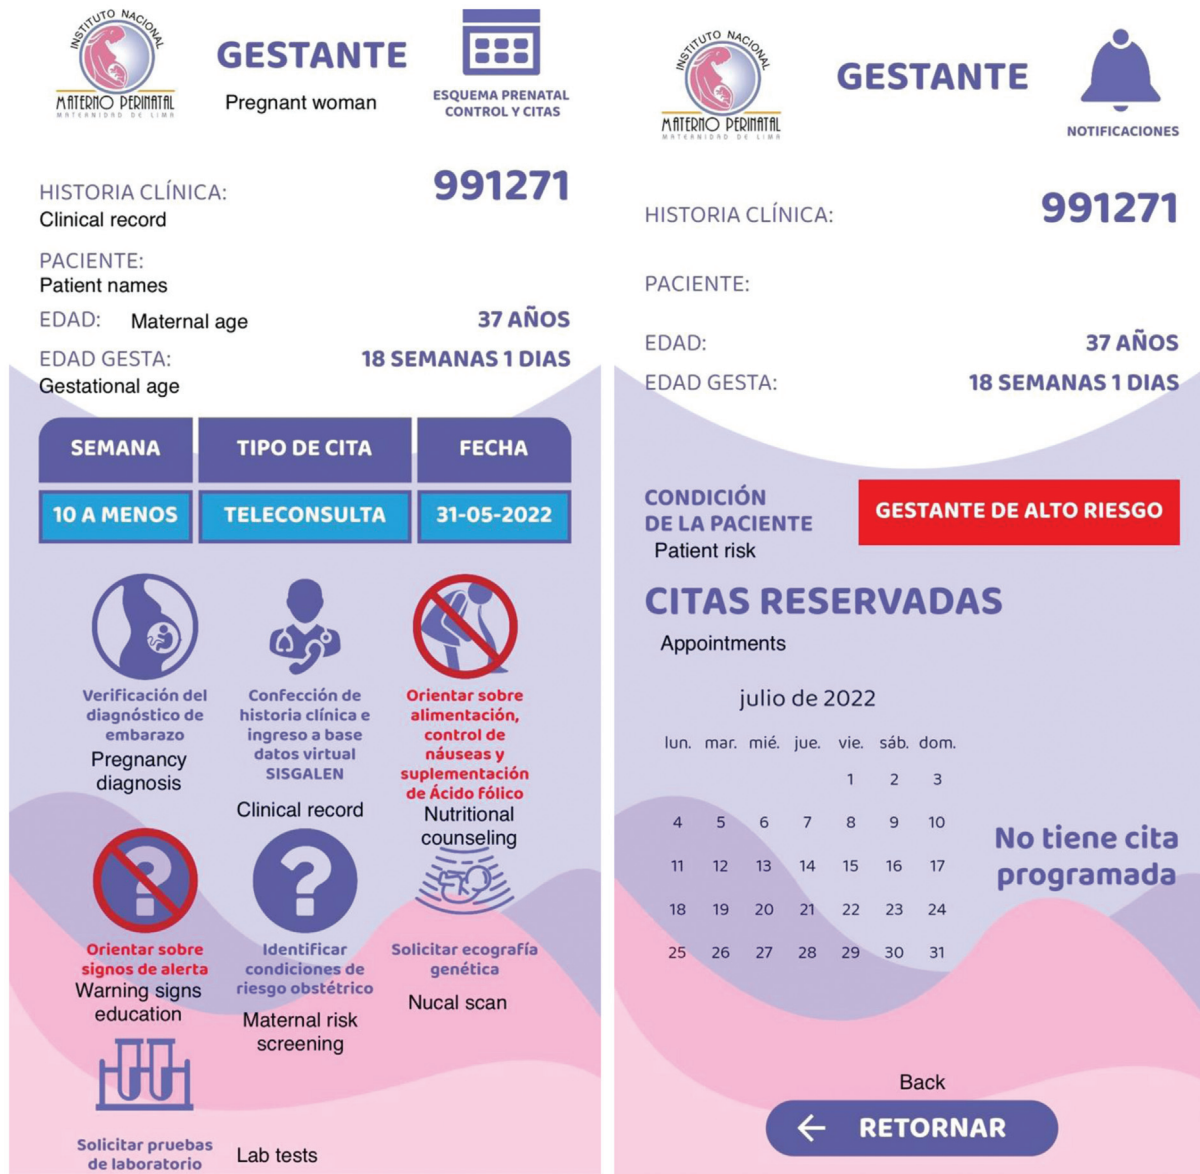 INSTITUTO NACIONAL
MATERNO PERINATAL
MATERNIDAD DE LIMA
GESTANTE
Pregnant woman
ESQUEMA PRENATAL
CONTROL Y CITAS
HISTORIA CLÍNICA:
991271
Clinical record
PACIENTE:
Patient names
EDAD:
Maternal age
37 AÑOS
EDAD GESTA:
18 SEMANAS 1 DIAS
Gestational age
SEMANA
TIPO DE CITA
FECHA
10 A MENOS
TELECONSULTA
31-05-2022
Verificación del
diagnóstico de
embarazo
Pregnancy
diagnosis
Confección de
historia clínica e
ingreso a base
datos virtual
SISGALEN
Clinical record
Orientar sobre
alimentación,
control de
náuseas y
suplementación
de Ácido fólico
Nutritional
counseling
?
Orientar sobre
signos de alerta
Warning signs
education
?
Identificar
condiciones de
riesgo obstétrico
Maternal risk
screening
Solicitar ecografía
genética
Nucal scan
Solicitar pruebas
de laboratorio
Lab tests
INSTITUTO NACIONAL
MATERNO PERINATAL
MATERNIDAD DE LIMA
GESTANTE
NOTIFICACIONES
HISTORIA CLÍNICA:
991271
PACIENTE:
EDAD:
37 AÑOS
EDAD GESTA:
18 SEMANAS 1 DIAS
CONDICIÓN
DE LA PACIENTE
Patient risk
GESTANTE DE ALTO RIESGO
CITAS RESERVADAS
Appointments
julio de 2022
lun. mar. mié. jue. vie. sáb. dom.
1 2 3
4 5 6 7 8 9 10
11 12 13 14 15 16 17
18 19 20 21 22 23 24
25 26 27 28 29 30 31
No tiene cita
programada
Back
RETORNAR